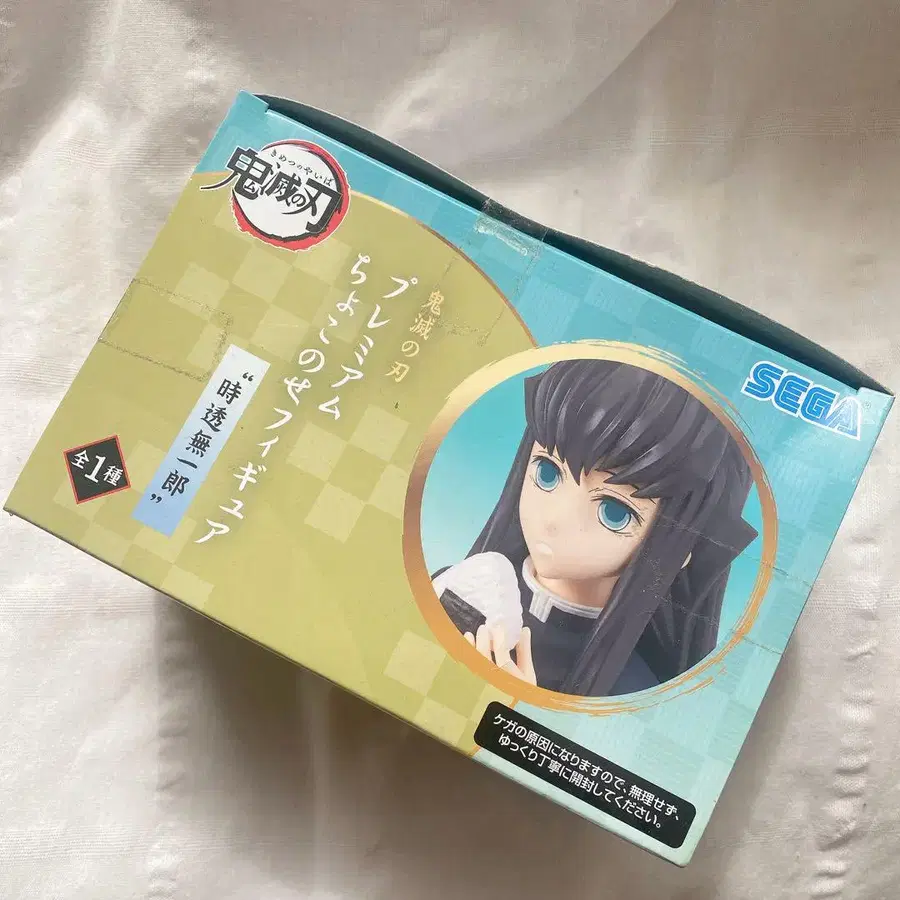 きめつのやいば
鬼滅の刃
鬼滅の刃
プレミアム
ちょこのせフィギュア
“時透無一郎”
全1種
SEGA
ケガの原因になりますので、無理せず、
ゆっくり丁寧に開封してください。